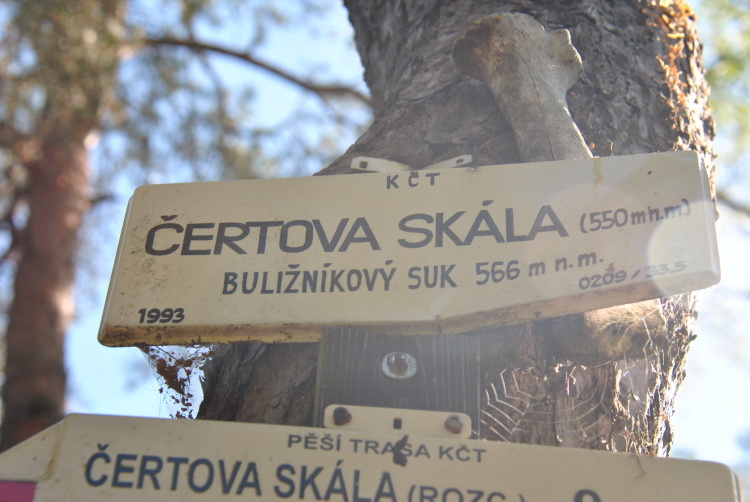 KČT
ČERTOVA SKÁLA (550 m n.m)
BULIŽNÍKOVÝ SUK 566 m n.m.
1993 0209/33.5
PĚŠÍ TRASA KČT
ČERTOVA SKÁLA (ROZC.)